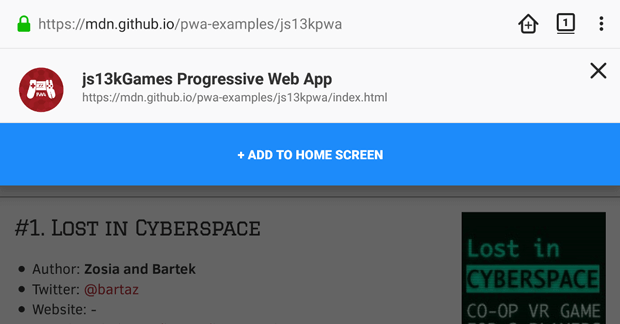 https://mdn.github.io/pwa-examples/js13kpwa
1
js13kGames Progressive Web App
https://mdn.github.io/pwa-examples/js13kpwa/index.html
+ ADD TO HOME SCREEN
#1. Lost in Cyberspace
Author: Zosia and Bartek
Twitter: @bartaz
Website: -
Lost in
CYBERSPACE
CO-OP VR GAME